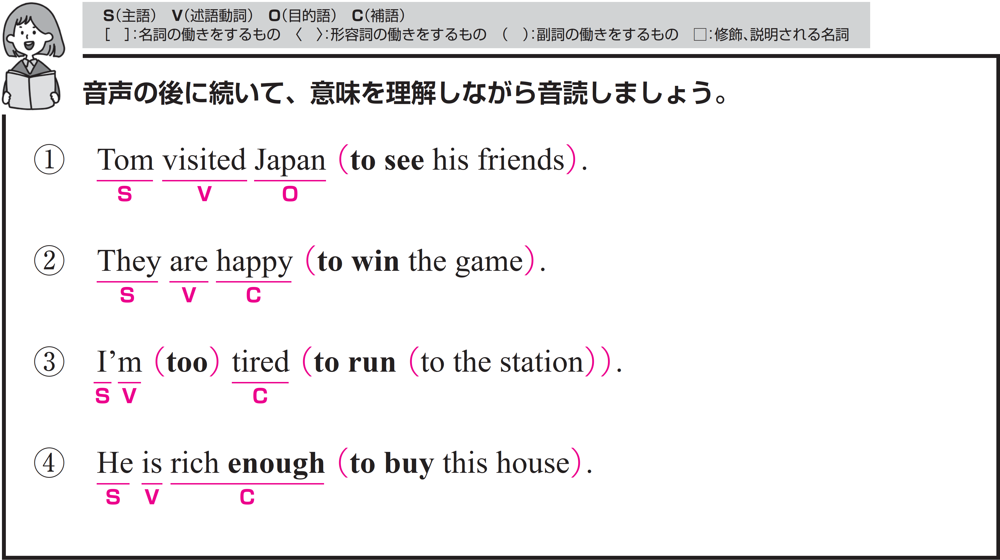 S（主語）　V（述語動詞）　O（目的語）　C（補語）
［　］：名詞の働きをするもの　〈　〉：形容詞の働きをするもの　（　）：副詞の働きをするもの　□：修飾、説明される名詞
音声の後に続いて、意味を理解しながら音読しましょう。
① Tom visited Japan (to see his friends).
S V O
② They are happy (to win the game).
S V C
③ I’m (too) tired (to run (to the station)).
S V C
④ He is rich enough (to buy this house).
S V C